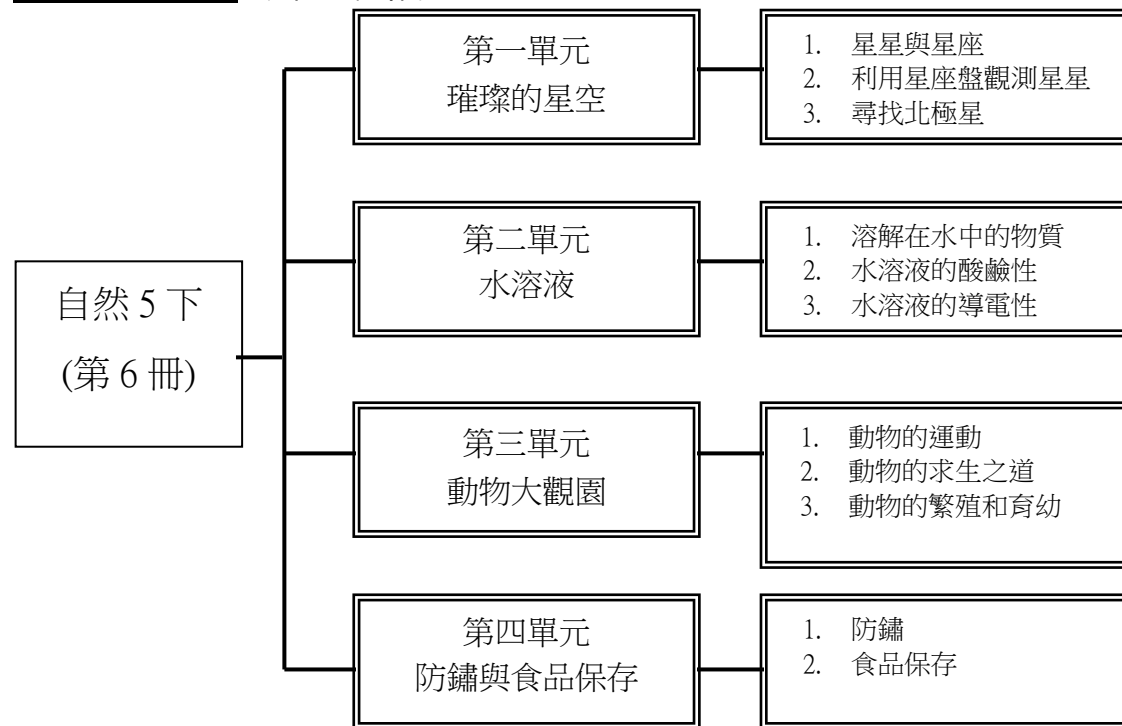 自然 5 下
(第 6 冊)
第一單元
璀璨的星空
1. 星星與星座
2. 利用星座盤觀測星星
3. 尋找北極星
第二單元
水溶液
1. 溶解在水中的物質
2. 水溶液的酸鹼性
3. 水溶液的導電性
第三單元
動物大觀園
1. 動物的運動
2. 動物的求生之道
3. 動物的繁殖和育幼
第四單元
防鏽與食品保存
1. 防鏽
2. 食品保存